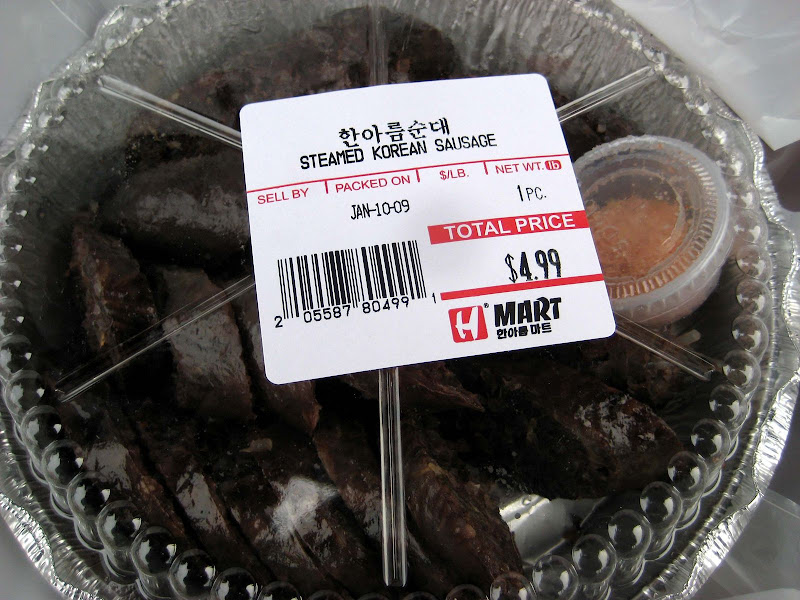 한아름순대
STEAMED KOREAN SAUSAGE
SELL BY PACKED ON $/LB. NET WT. lb
JAN-10-09 1PC.
TOTAL PRICE
$4.99
2 05587 80499 1
H® MART
한아름 마트